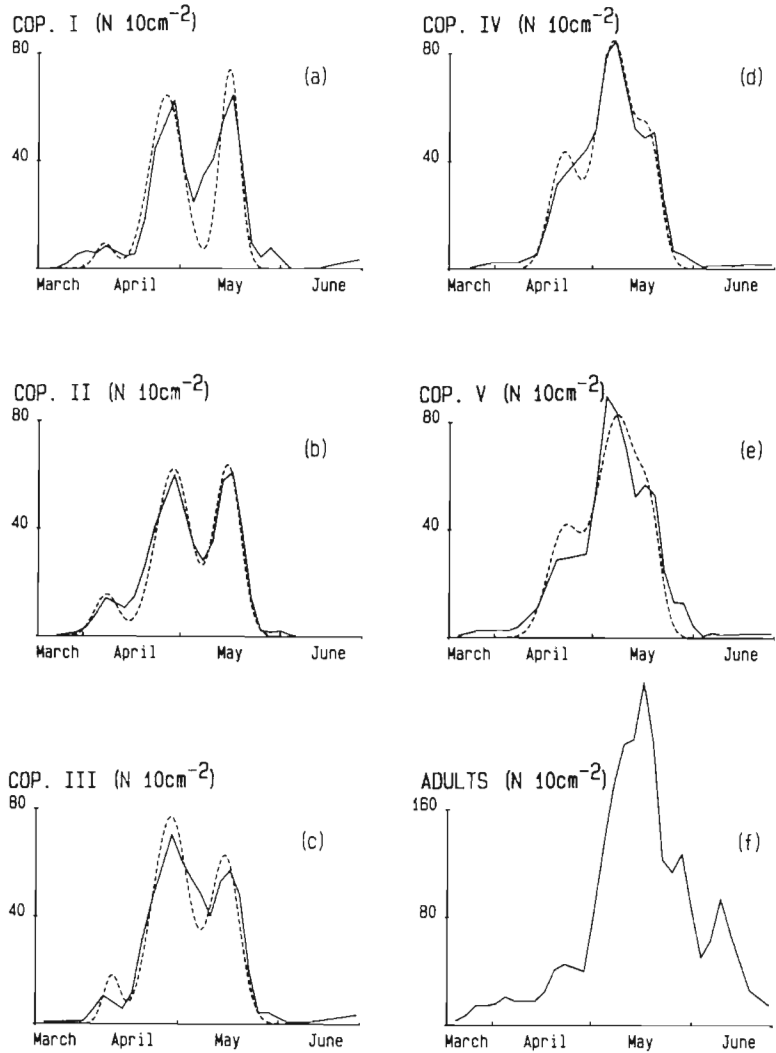 COP. I (N 10cm⁻²)
80
40
(a)
March April May June
COP. II (N 10cm⁻²)
80
40
(b)
March April May June
COP. III (N 10cm⁻²)
80
40
(c)
March April May June
COP. IV (N 10cm⁻²)
80
40
(d)
March April May June
COP. V (N 10cm⁻²)
80
40
(e)
March April May June
ADULTS (N 10cm⁻²)
160
80
(f)
March April May June